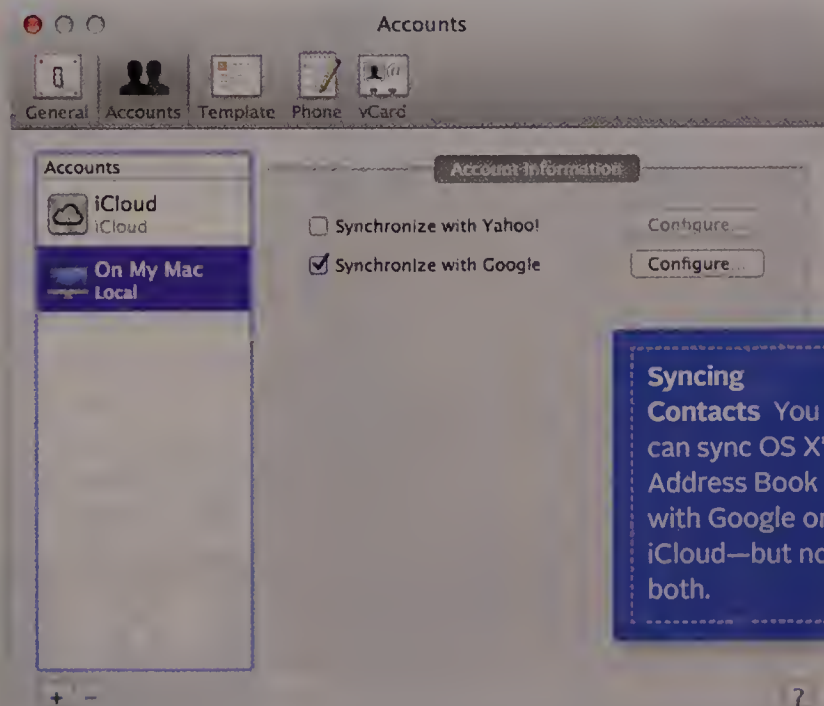 Accounts
General Accounts Template Phone vCard
Accounts
Account Information
iCloud
iCloud
On My Mac
Local
Synchronize with Yahoo!
Configure...
Synchronize with Google
Configure...
Syncing
Contacts You
can sync OS X'
Address Book
with Google or
iCloud—but no
both.
+ −
?